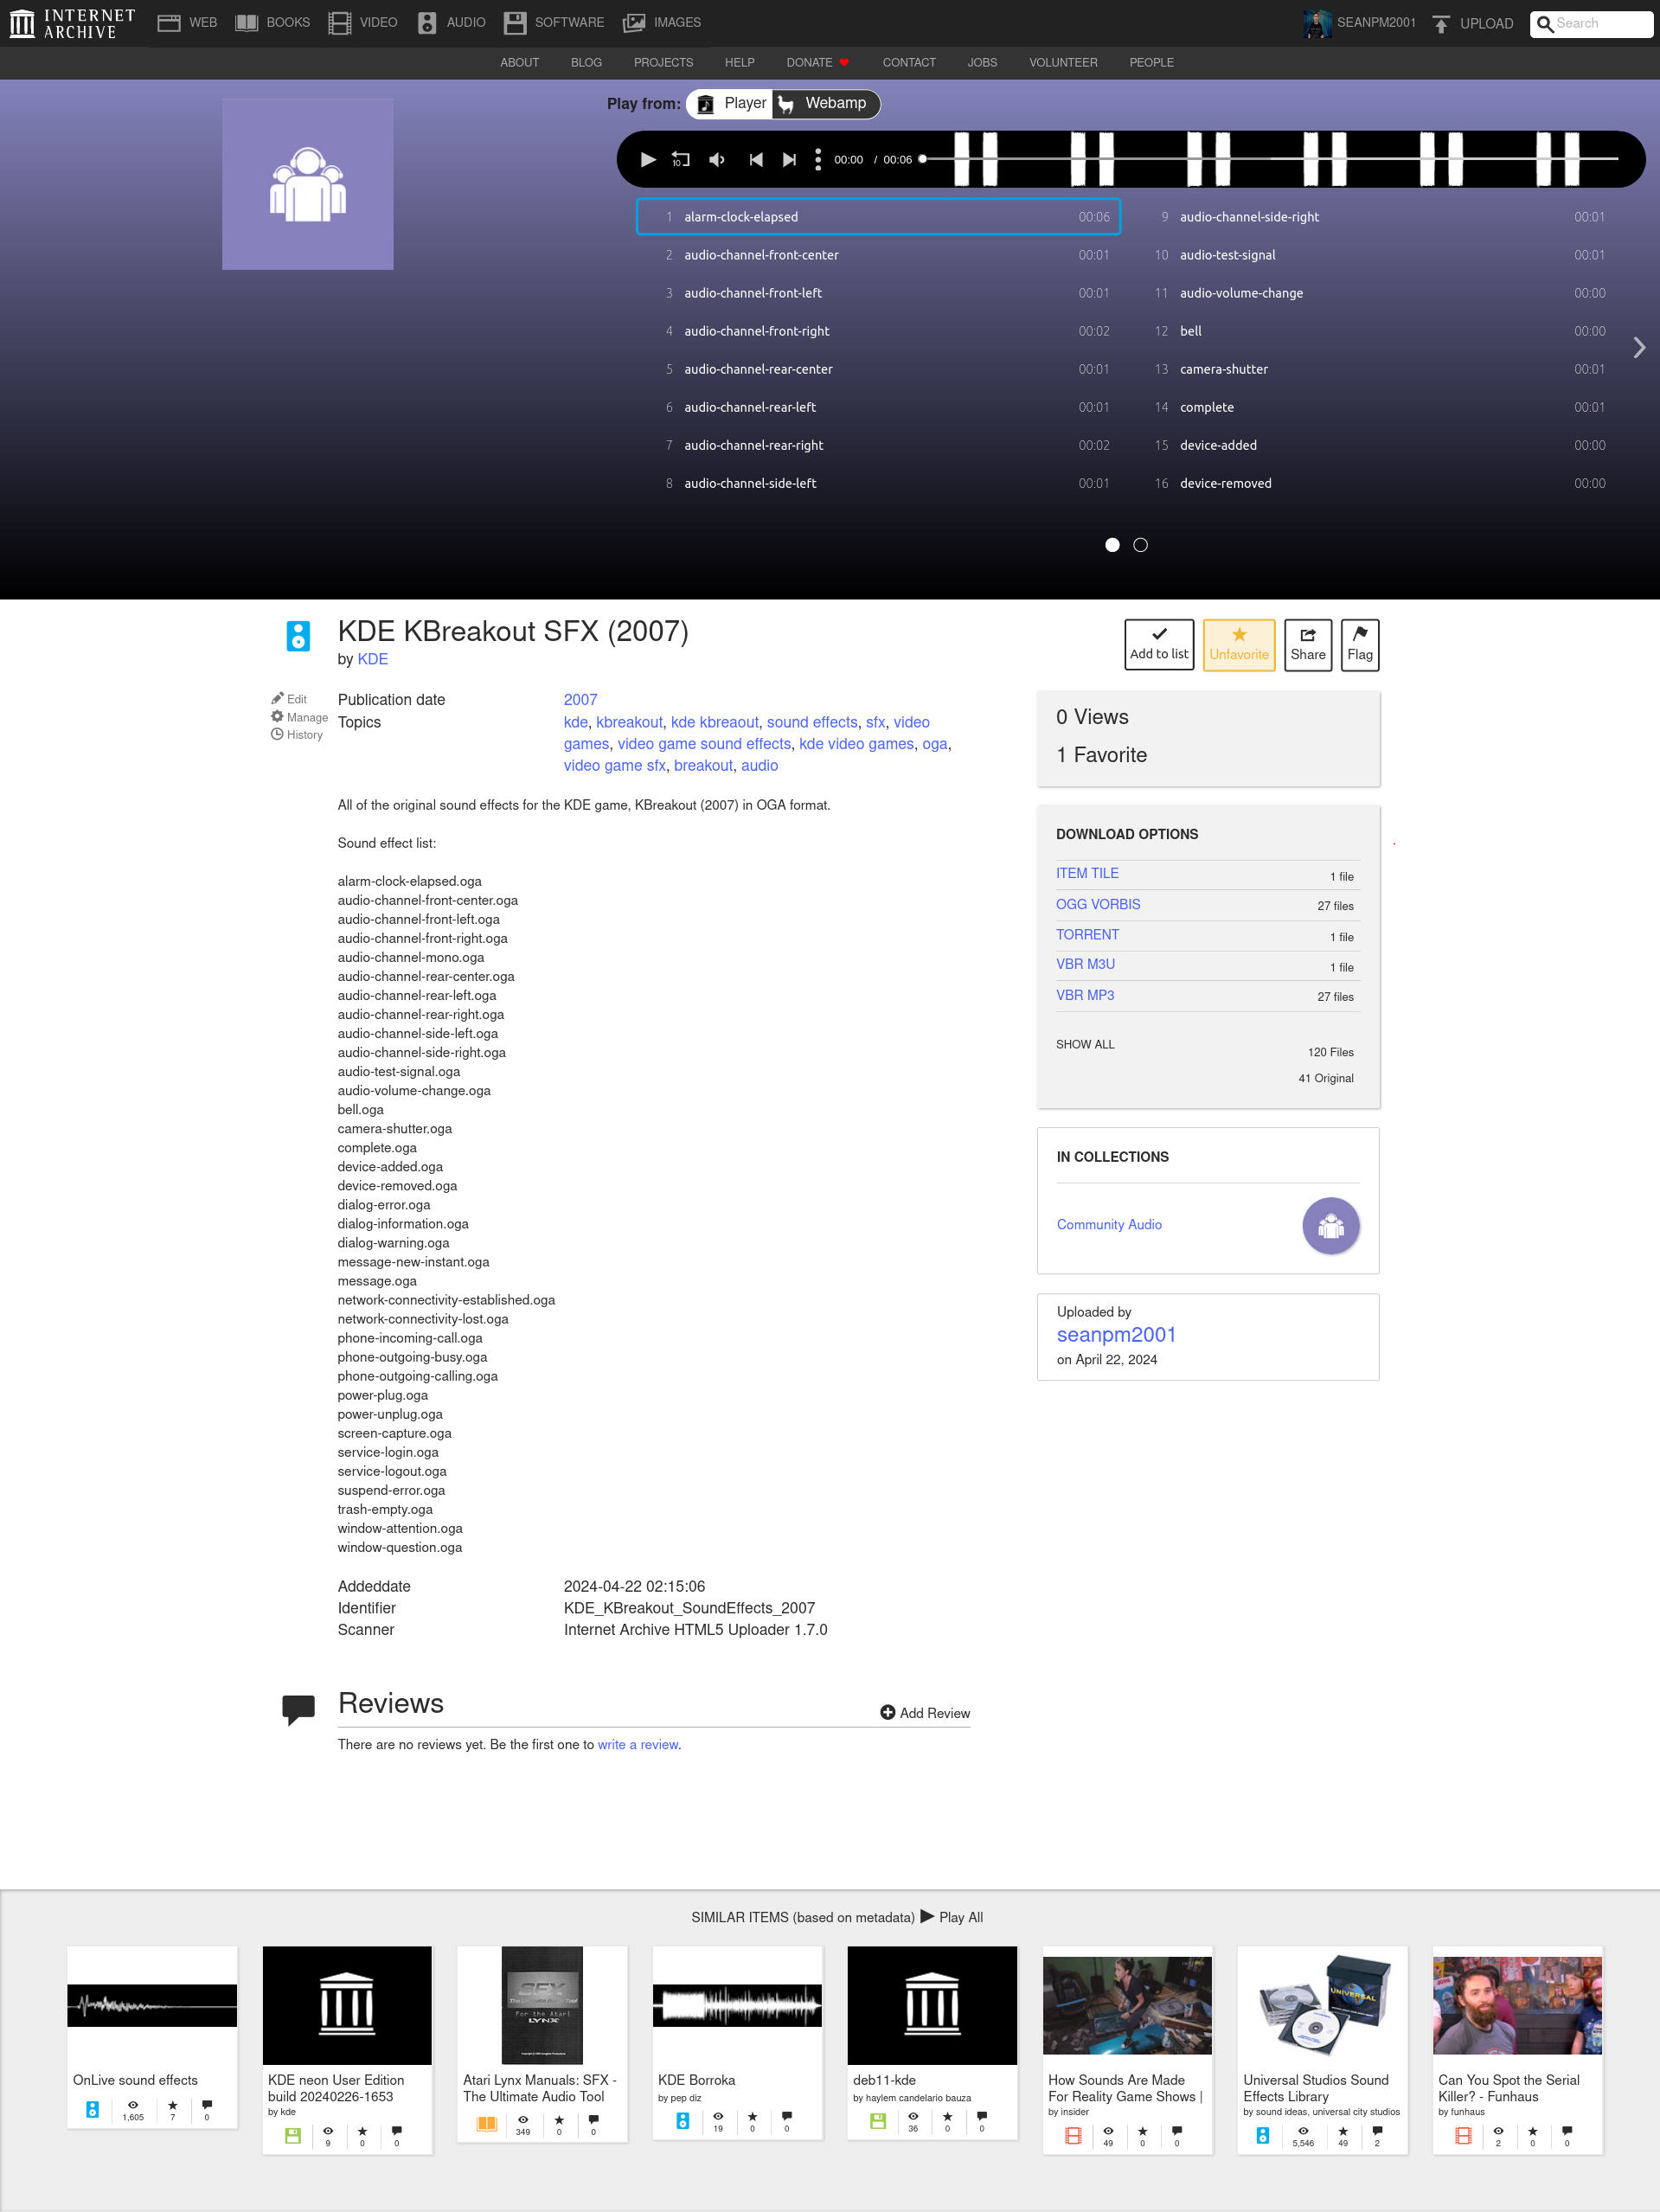 INTERNET ARCHIVE WEB BOOKS VIDEO AUDIO SOFTWARE IMAGES SEANPM2001 UPLOAD Search
ABOUT BLOG PROJECTS HELP DONATE CONTACT JOBS VOLUNTEER PEOPLE
Play from: Player Webamp
10 00:00 / 00:06
1 alarm-clock-elapsed 00:06
2 audio-channel-front-center 00:01
3 audio-channel-front-left 00:01
4 audio-channel-front-right 00:02
5 audio-channel-rear-center 00:01
6 audio-channel-rear-left 00:01
7 audio-channel-rear-right 00:02
8 audio-channel-side-left 00:01
9 audio-channel-side-right 00:01
10 audio-test-signal 00:01
11 audio-volume-change 00:00
12 bell 00:00
13 camera-shutter 00:01
14 complete 00:01
15 device-added 00:00
16 device-removed 00:00
KDE KBreakout SFX (2007)
by KDE
Add to list Unfavorite Share Flag
Edit
Manage
History
Publication date 2007
Topics kde, kbreakout, kde kbreaout, sound effects, sfx, video
games, video game sound effects, kde video games, oga,
video game sfx, breakout, audio
All of the original sound effects for the KDE game, KBreakout (2007) in OGA format.
Sound effect list:
alarm-clock-elapsed.oga
audio-channel-front-center.oga
audio-channel-front-left.oga
audio-channel-front-right.oga
audio-channel-mono.oga
audio-channel-rear-center.oga
audio-channel-rear-left.oga
audio-channel-rear-right.oga
audio-channel-side-left.oga
audio-channel-side-right.oga
audio-test-signal.oga
audio-volume-change.oga
bell.oga
camera-shutter.oga
complete.oga
device-added.oga
device-removed.oga
dialog-error.oga
dialog-information.oga
dialog-warning.oga
message-new-instant.oga
message.oga
network-connectivity-established.oga
network-connectivity-lost.oga
phone-incoming-call.oga
phone-outgoing-busy.oga
phone-outgoing-calling.oga
power-plug.oga
power-unplug.oga
screen-capture.oga
service-login.oga
service-logout.oga
suspend-error.oga
trash-empty.oga
window-attention.oga
window-question.oga
Addeddate 2024-04-22 02:15:06
Identifier KDE_KBreakout_SoundEffects_2007
Scanner Internet Archive HTML5 Uploader 1.7.0
0 Views
1 Favorite
DOWNLOAD OPTIONS
ITEM TILE 1 file
OGG VORBIS 27 files
TORRENT 1 file
VBR M3U 1 file
VBR MP3 27 files
SHOW ALL 120 Files
41 Original
IN COLLECTIONS
Community Audio
Uploaded by
seanpm2001
on April 22, 2024
Reviews
Add Review
There are no reviews yet. Be the first one to write a review.
SIMILAR ITEMS (based on metadata) Play All
OnLive sound effects
1,605 7 0
KDE neon User Edition
build 20240226-1653
by kde
9 0 0
SFX
The Ultimate Audio Tool
For the Atari
LYNX
Atari Lynx Manuals: SFX -
The Ultimate Audio Tool
349 0 0
KDE Borroka
by pep diz
19 0 0
deb11-kde
by haylem candelario bauza
36 0 0
How Sounds Are Made
For Reality Game Shows |
by insider
49 0 0
UNIVERSAL
Universal Studios Sound
Effects Library
by sound ideas, universal city studios
5,546 49 2
Can You Spot the Serial
Killer? - Funhaus
by funhaus
2 0 0